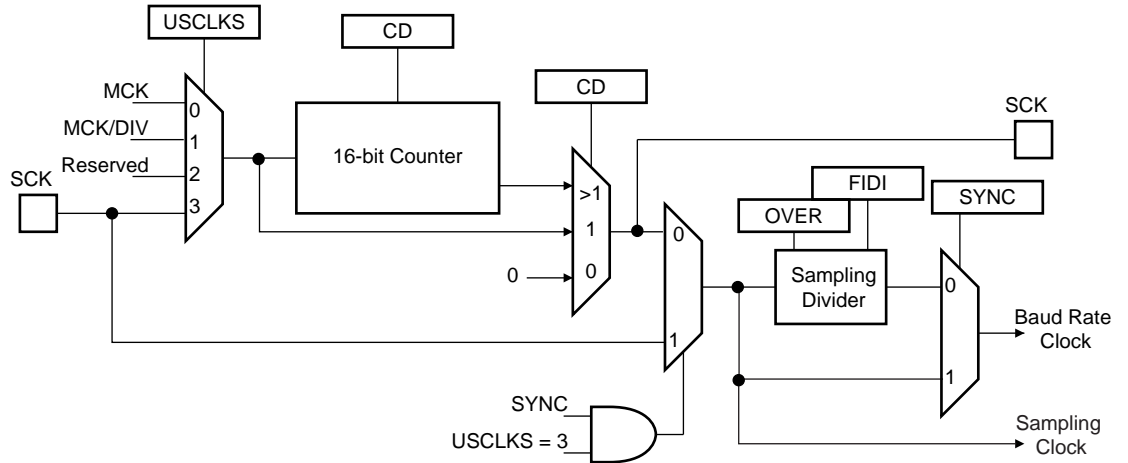 USCLKS
CD
CD
MCK
0
MCK/DIV
1
Reserved
2
SCK
3
16-bit Counter
>1
1
0
0
SCK
FIDI
OVER
SYNC
0
Sampling
Divider
0
1
Baud Rate
Clock
1
SYNC
USCLKS = 3
Sampling
Clock